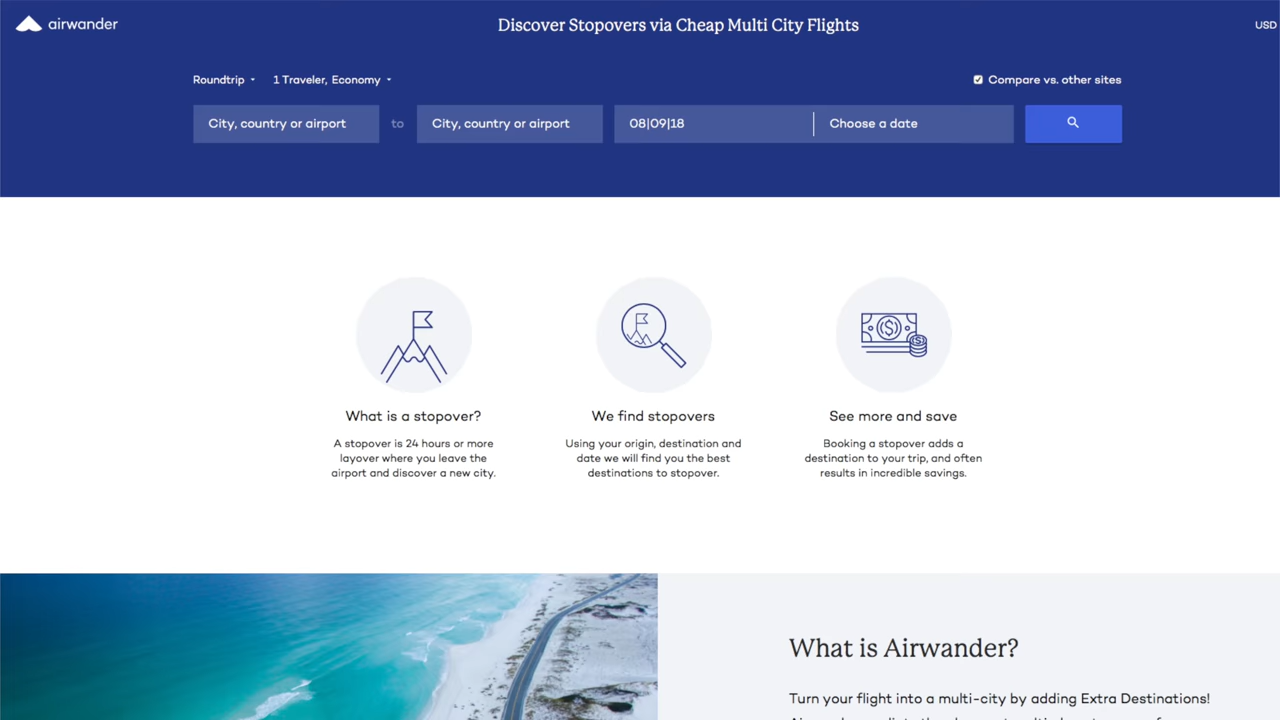 airwander
Discover Stopovers via Cheap Multi City Flights
USD
Roundtrip
1 Traveler, Economy
Compare vs. other sites
City, country or airport
to
City, country or airport
08|09|18
Choose a date
What is a stopover?
A stopover is 24 hours or more
layover where you leave the
airport and discover a new city.
We find stopovers
Using your origin, destination and
date we will find you the best
destinations to stopover.
See more and save
Booking a stopover adds a
destination to your trip, and often
results in incredible savings.
What is Airwander?
Turn your flight into a multi-city by adding Extra Destinations!